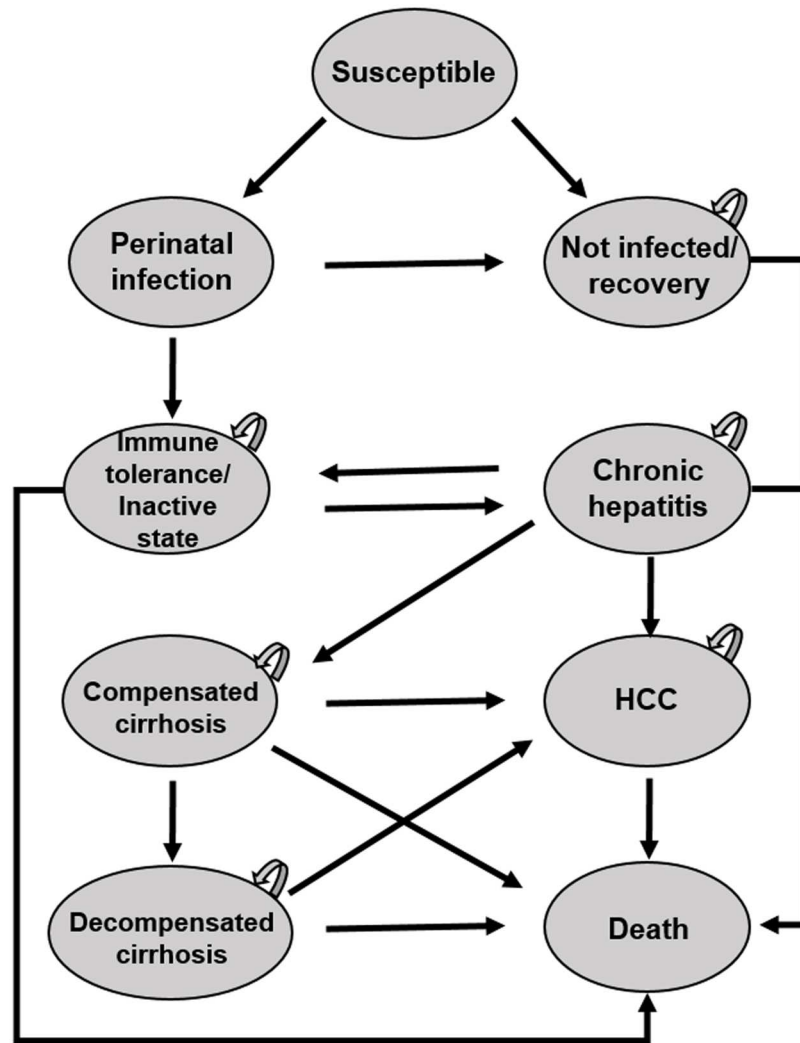 Susceptible
Perinatal
infection
Not infected/
recovery
Immune
tolerance/
Inactive
state
Chronic
hepatitis
Compensated
cirrhosis
HCC
Decompensated
cirrhosis
Death